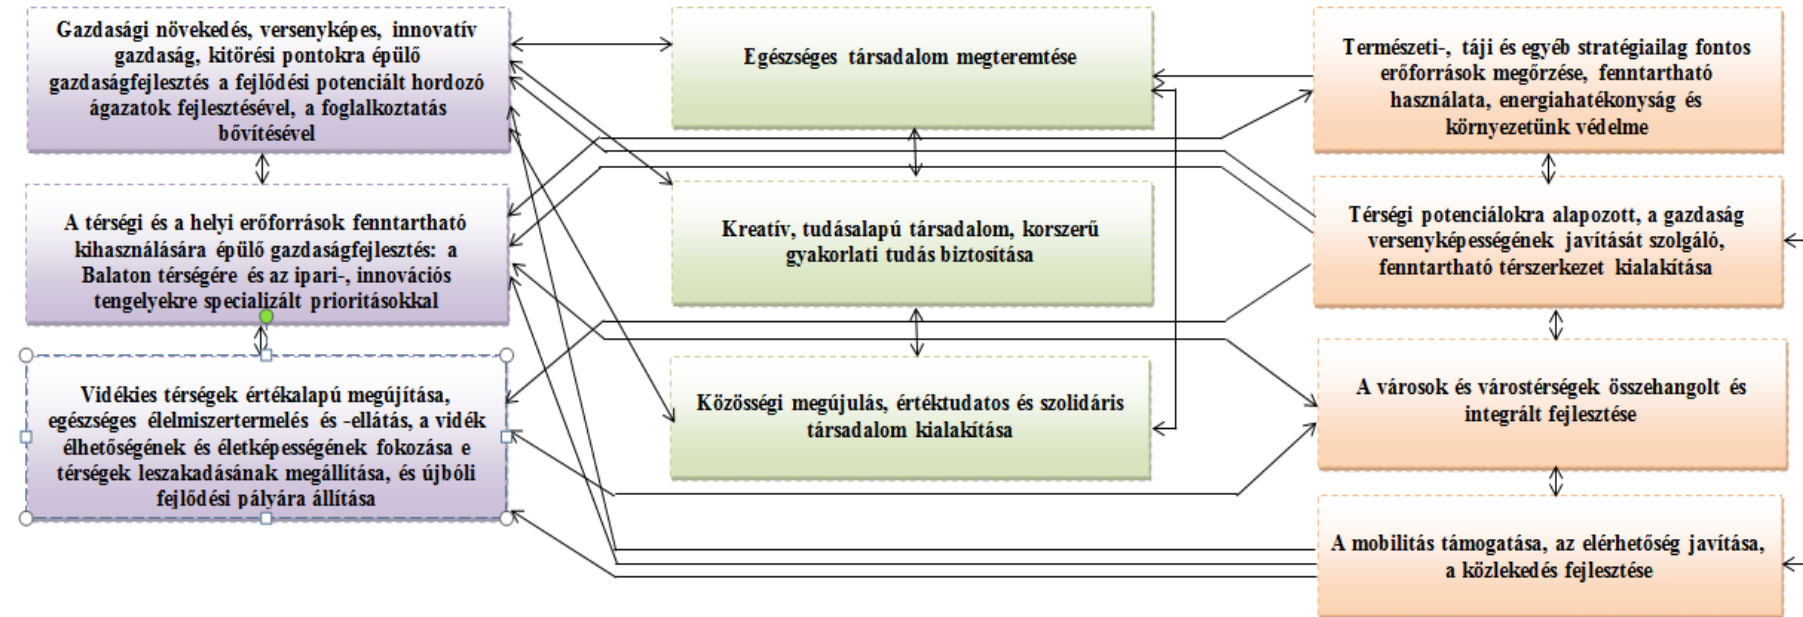 Gazdasági növekedés, versenyképes, innovatív
gazdaság, kitörési pontokra épülő
gazdaságfejlesztés a fejlődési potenciált hordozó
ágazatok fejlesztésével, a foglalkoztatás
bővítésével
A térségi és a helyi erőforrások fenntartható
kihasználására épülő gazdaságfejlesztés: a
Balaton térségére és az ipari-, innovációs
tengelyekre specializált prioritásokkal
Vidékies térségek értékalapú megújítása,
egészséges élelmiszertermelés és -ellátás, a vidék
élhetőségének és életképességének fokozása e
térségek leszakadásának megállítása, és újbóli
fejlődési pályára állítása
Egészséges társadalom megteremtése
Kreatív, tudásalapú társadalom, korszerű
gyakorlati tudás biztosítása
Közösségi megújulás, értéktudatos és szolidáris
társadalom kialakítása
Természeti-, táji és egyéb stratégiailag fontos
erőforrások megőrzése, fenntartható
használata, energiahatékonyság és
környezetünk védelme
Térségi potenciálokra alapozott, a gazdaság
versenyképességének javítását szolgáló,
fenntartható térszerkezet kialakítása
A városok és várostérségek összehangolt és
integrált fejlesztése
A mobilitás támogatása, az elérhetőség javítása,
a közlekedés fejlesztése